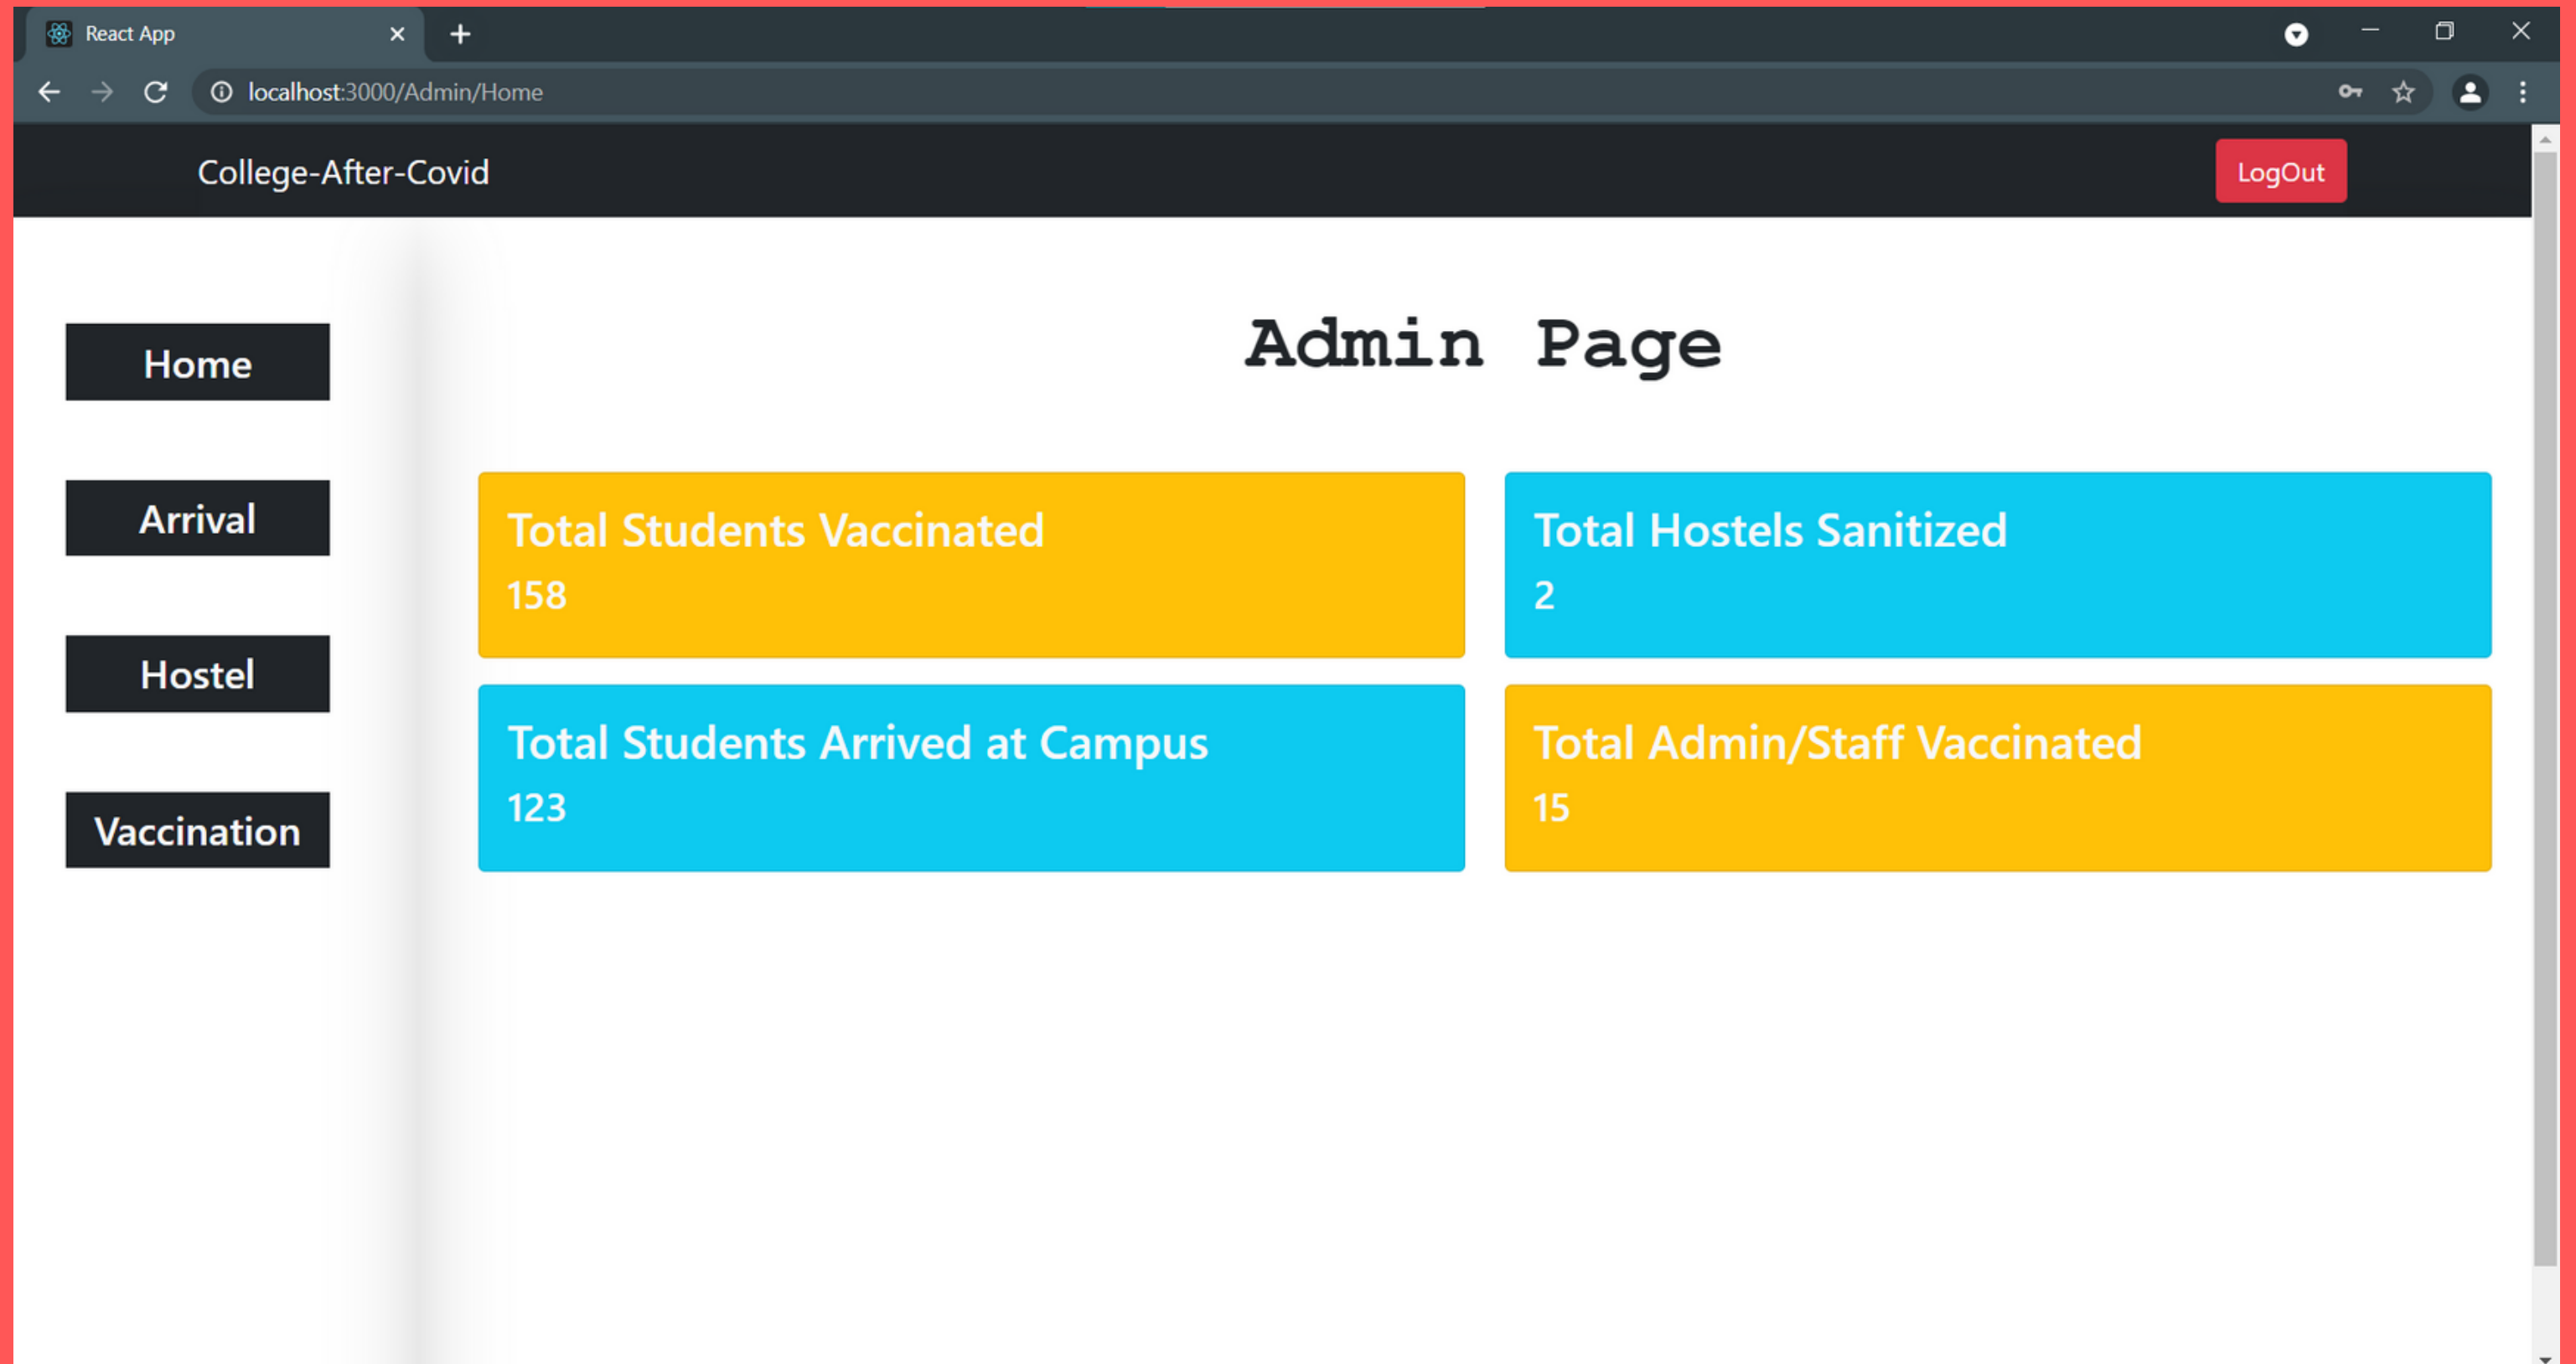 React App
localhost:3000/Admin/Home
College-After-Covid
LogOut
Home
Arrival
Hostel
Vaccination
Admin Page
Total Students Vaccinated
158
Total Hostels Sanitized
2
Total Students Arrived at Campus
123
Total Admin/Staff Vaccinated
15